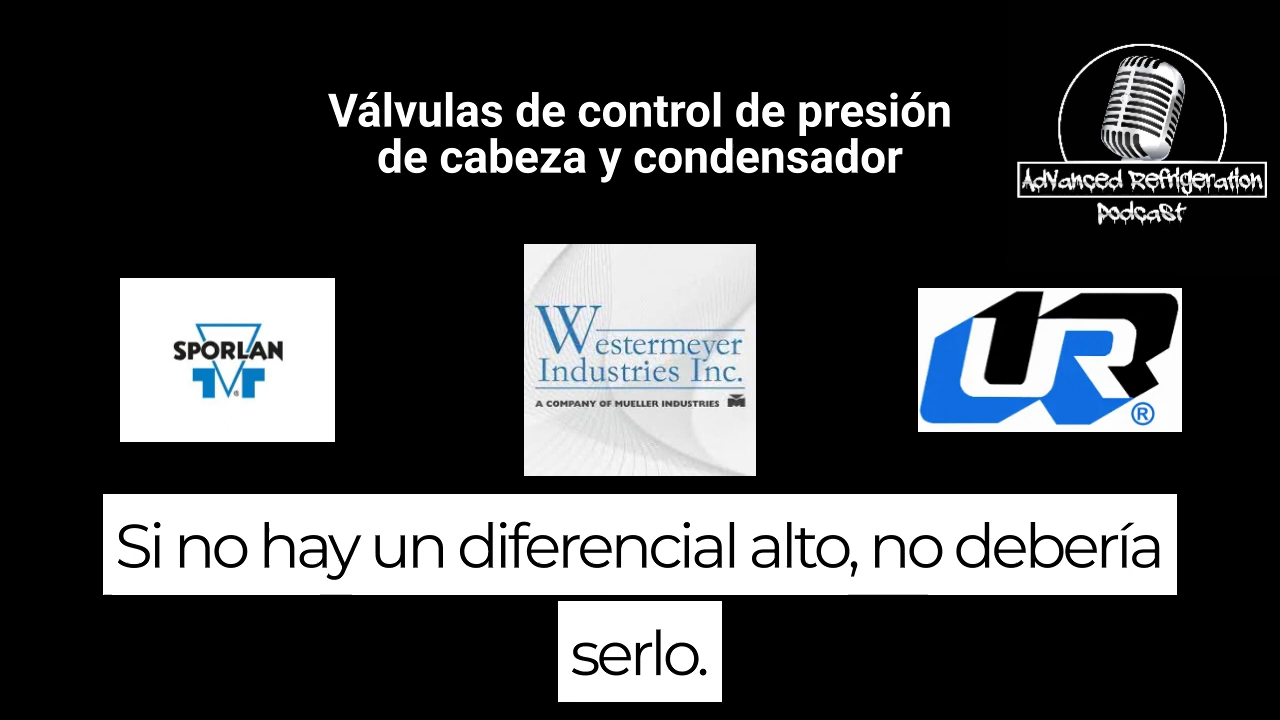 Válvulas de control de presión
de cabeza y condensador
Advanced Refrigeration
Podcast
SPORLAN
®
Westermeyer
Industries Inc.
A COMPANY OF MUELLER INDUSTRIES
UR
®
Si no hay un diferencial alto, no debería
serlo.